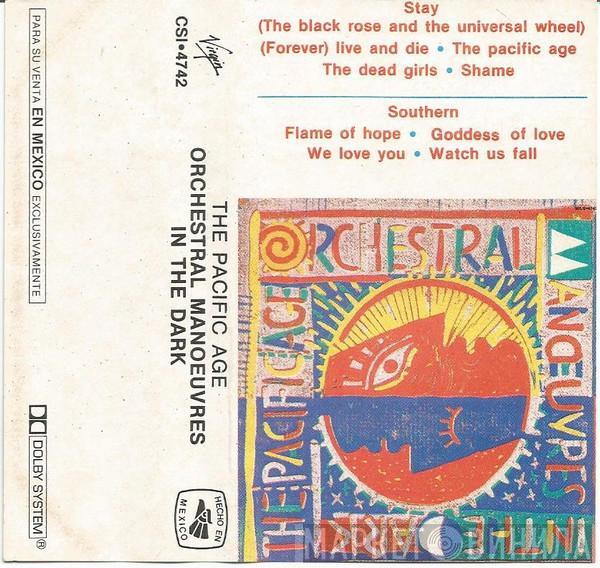 PARA SU VENTA EN MEXICO EXCLUSIVAMENTE
DOLBY SYSTEM ®
CSI•4742
Virgin
THE PACIFIC AGE
ORCHESTRAL MANOEUVRES
IN THE DARK
HECHO EN
MEXICO
Stay
(The black rose and the universal wheel)
(Forever) live and die • The pacific age
The dead girls • Shame
Southern
Flame of hope • Goddess of love
We love you • Watch us fall
ORCHESTRAL
MANŒUVRES
IN THE DARK
THE PACIFIC AGE